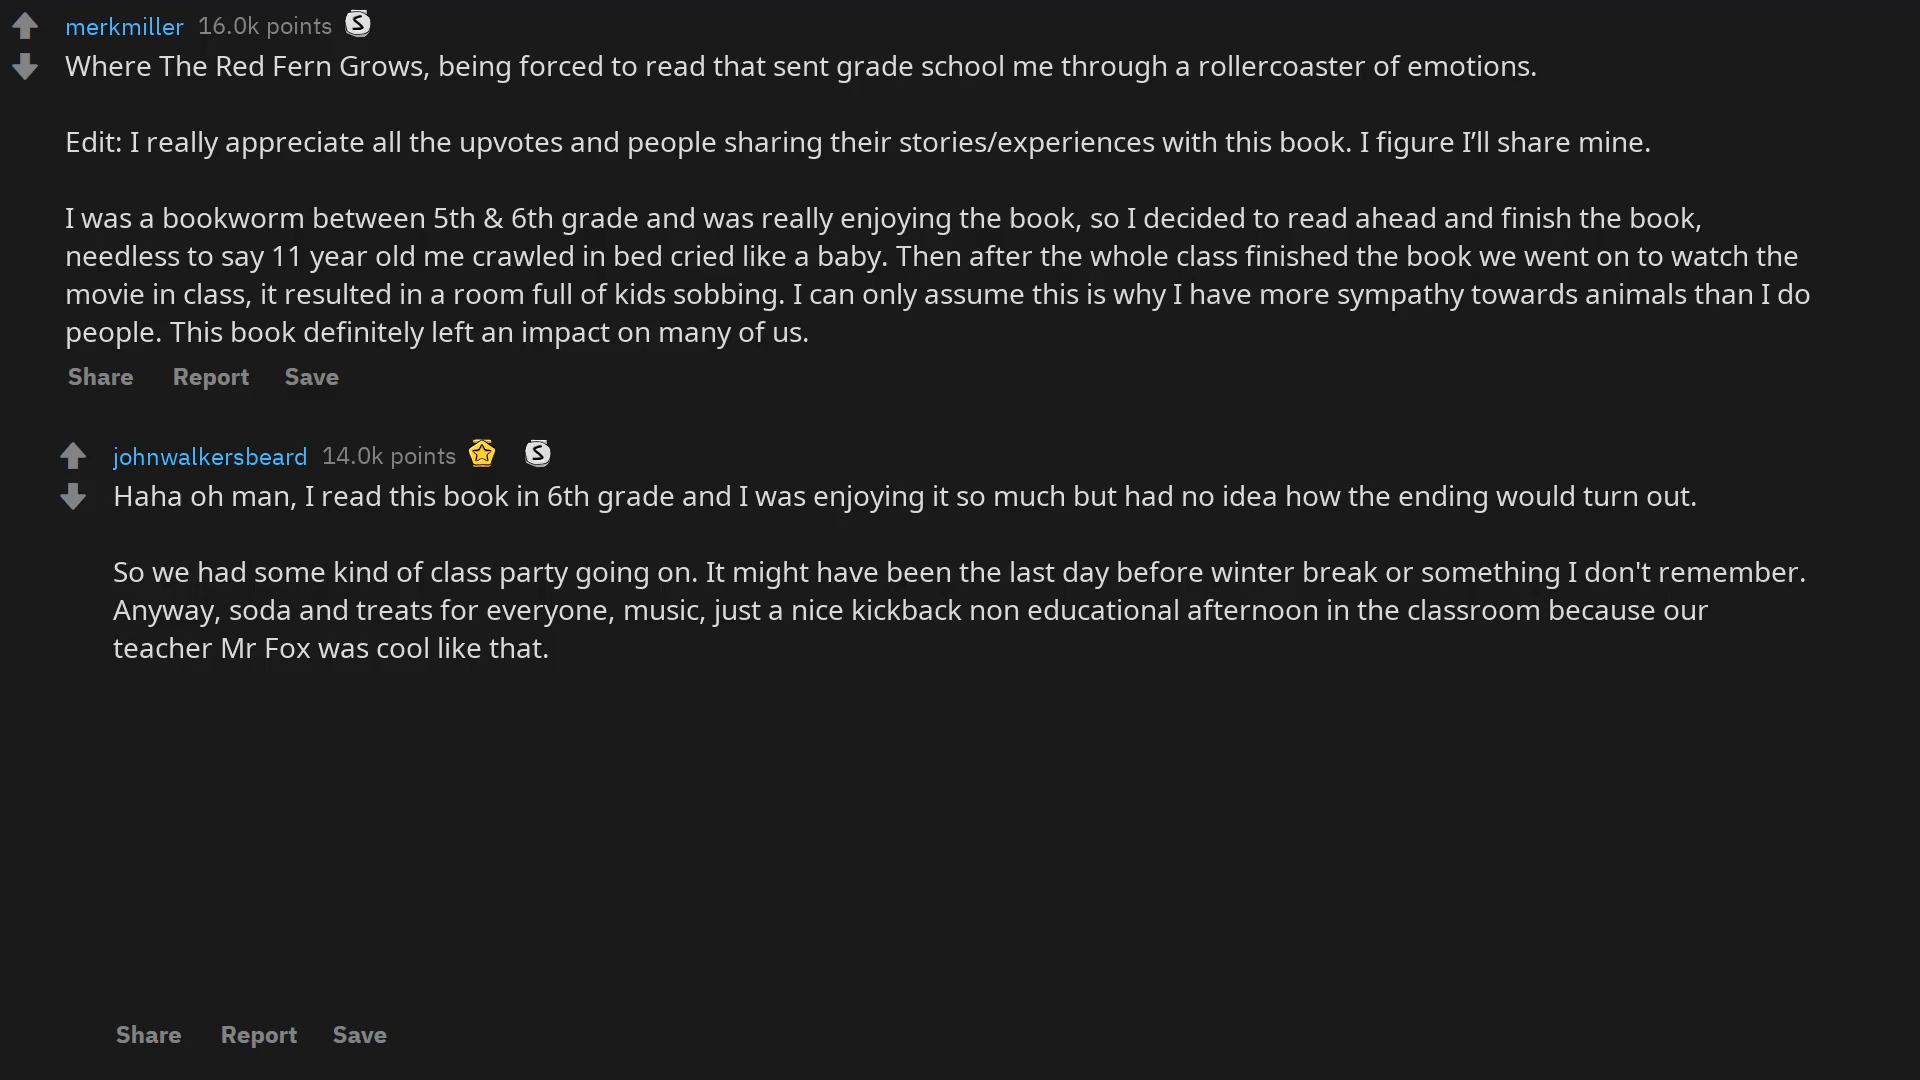 merkmiller 16.0k points S
Where The Red Fern Grows, being forced to read that sent grade school me through a rollercoaster of emotions.
Edit: I really appreciate all the upvotes and people sharing their stories/experiences with this book. I figure I’ll share mine.
I was a bookworm between 5th & 6th grade and was really enjoying the book, so I decided to read ahead and finish the book,
needless to say 11 year old me crawled in bed cried like a baby. Then after the whole class finished the book we went on to watch the
movie in class, it resulted in a room full of kids sobbing. I can only assume this is why I have more sympathy towards animals than I do
people. This book definitely left an impact on many of us.
Share Report Save
johnwalkersbeard 14.0k points S
Haha oh man, I read this book in 6th grade and I was enjoying it so much but had no idea how the ending would turn out.
So we had some kind of class party going on. It might have been the last day before winter break or something I don't remember.
Anyway, soda and treats for everyone, music, just a nice kickback non educational afternoon in the classroom because our
teacher Mr Fox was cool like that.
Share Report Save